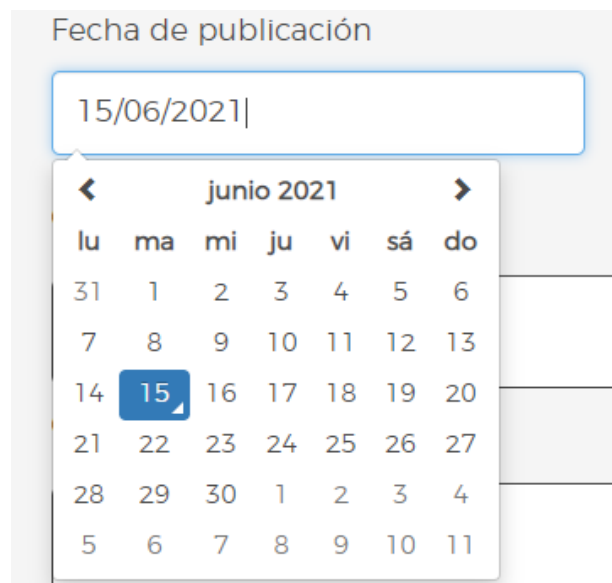 Fecha de publicación
15/06/2021
junio 2021
lu ma mi ju vi sá do
31 1 2 3 4 5 6
7 8 9 10 11 12 13
14 15 16 17 18 19 20
21 22 23 24 25 26 27
28 29 30 1 2 3 4
5 6 7 8 9 10 11